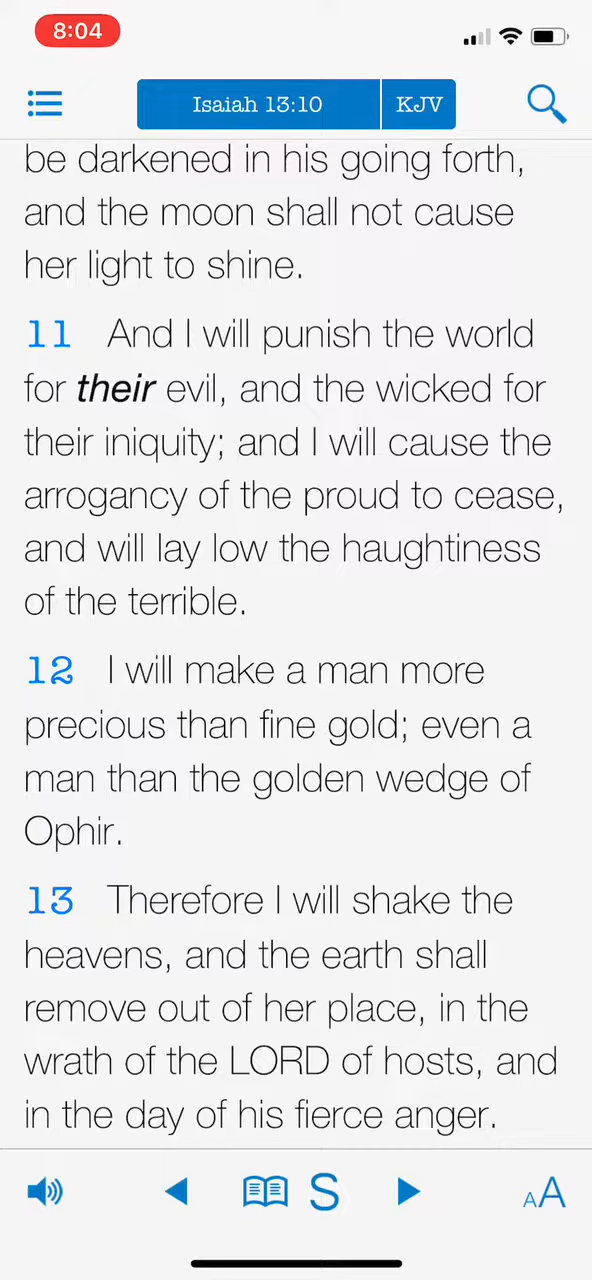 8:04
Isaiah 13:10 KJV
be darkened in his going forth,
and the moon shall not cause
her light to shine.
11 And I will punish the world
for their evil, and the wicked for
their iniquity; and I will cause the
arrogancy of the proud to cease,
and will lay low the haughtiness
of the terrible.
12 I will make a man more
precious than fine gold; even a
man than the golden wedge of
Ophir.
13 Therefore I will shake the
heavens, and the earth shall
remove out of her place, in the
wrath of the LORD of hosts, and
in the day of his fierce anger.
S AA